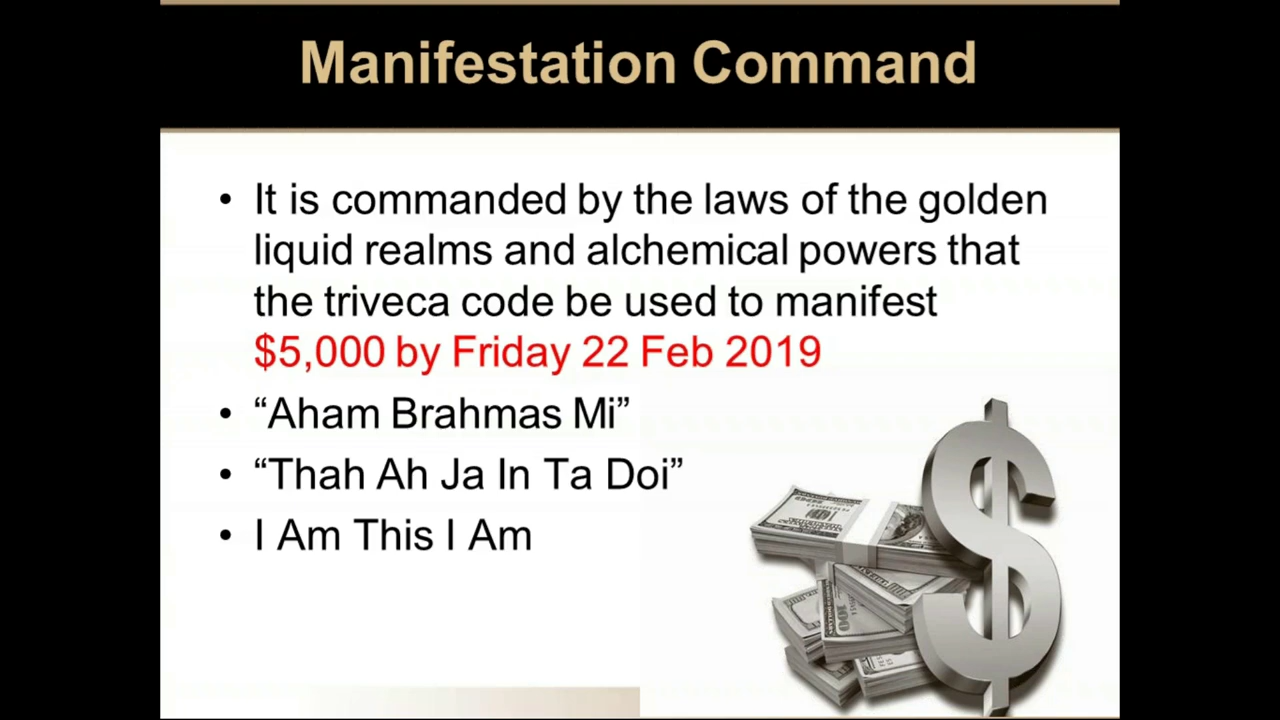 Manifestation Command
• It is commanded by the laws of the golden
liquid realms and alchemical powers that
the triveca code be used to manifest
$5,000 by Friday 22 Feb 2019
• “Aham Brahmas Mi”
• “Thah Ah Ja In Ta Doi”
• I Am This I Am